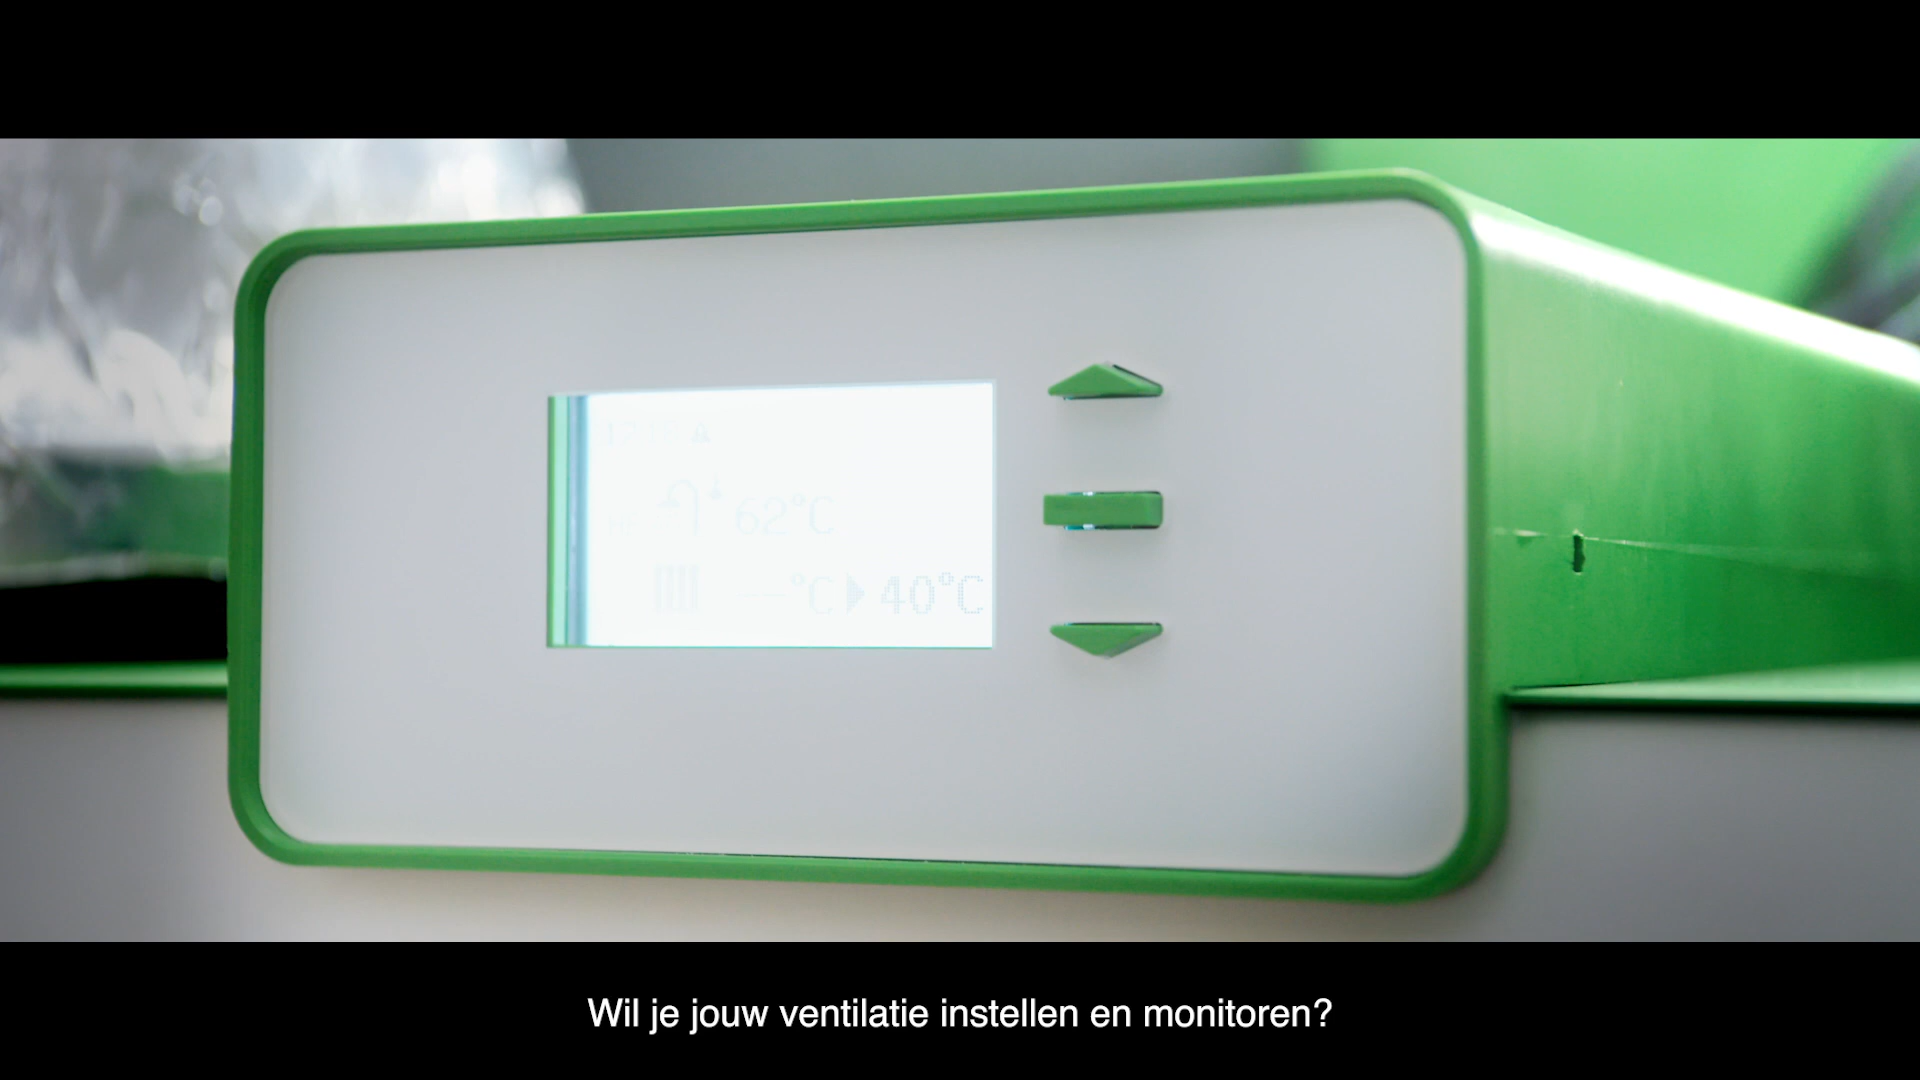 62°C
—°C ▶ 40°C
Wil je jouw ventilatie instellen en monitoren?